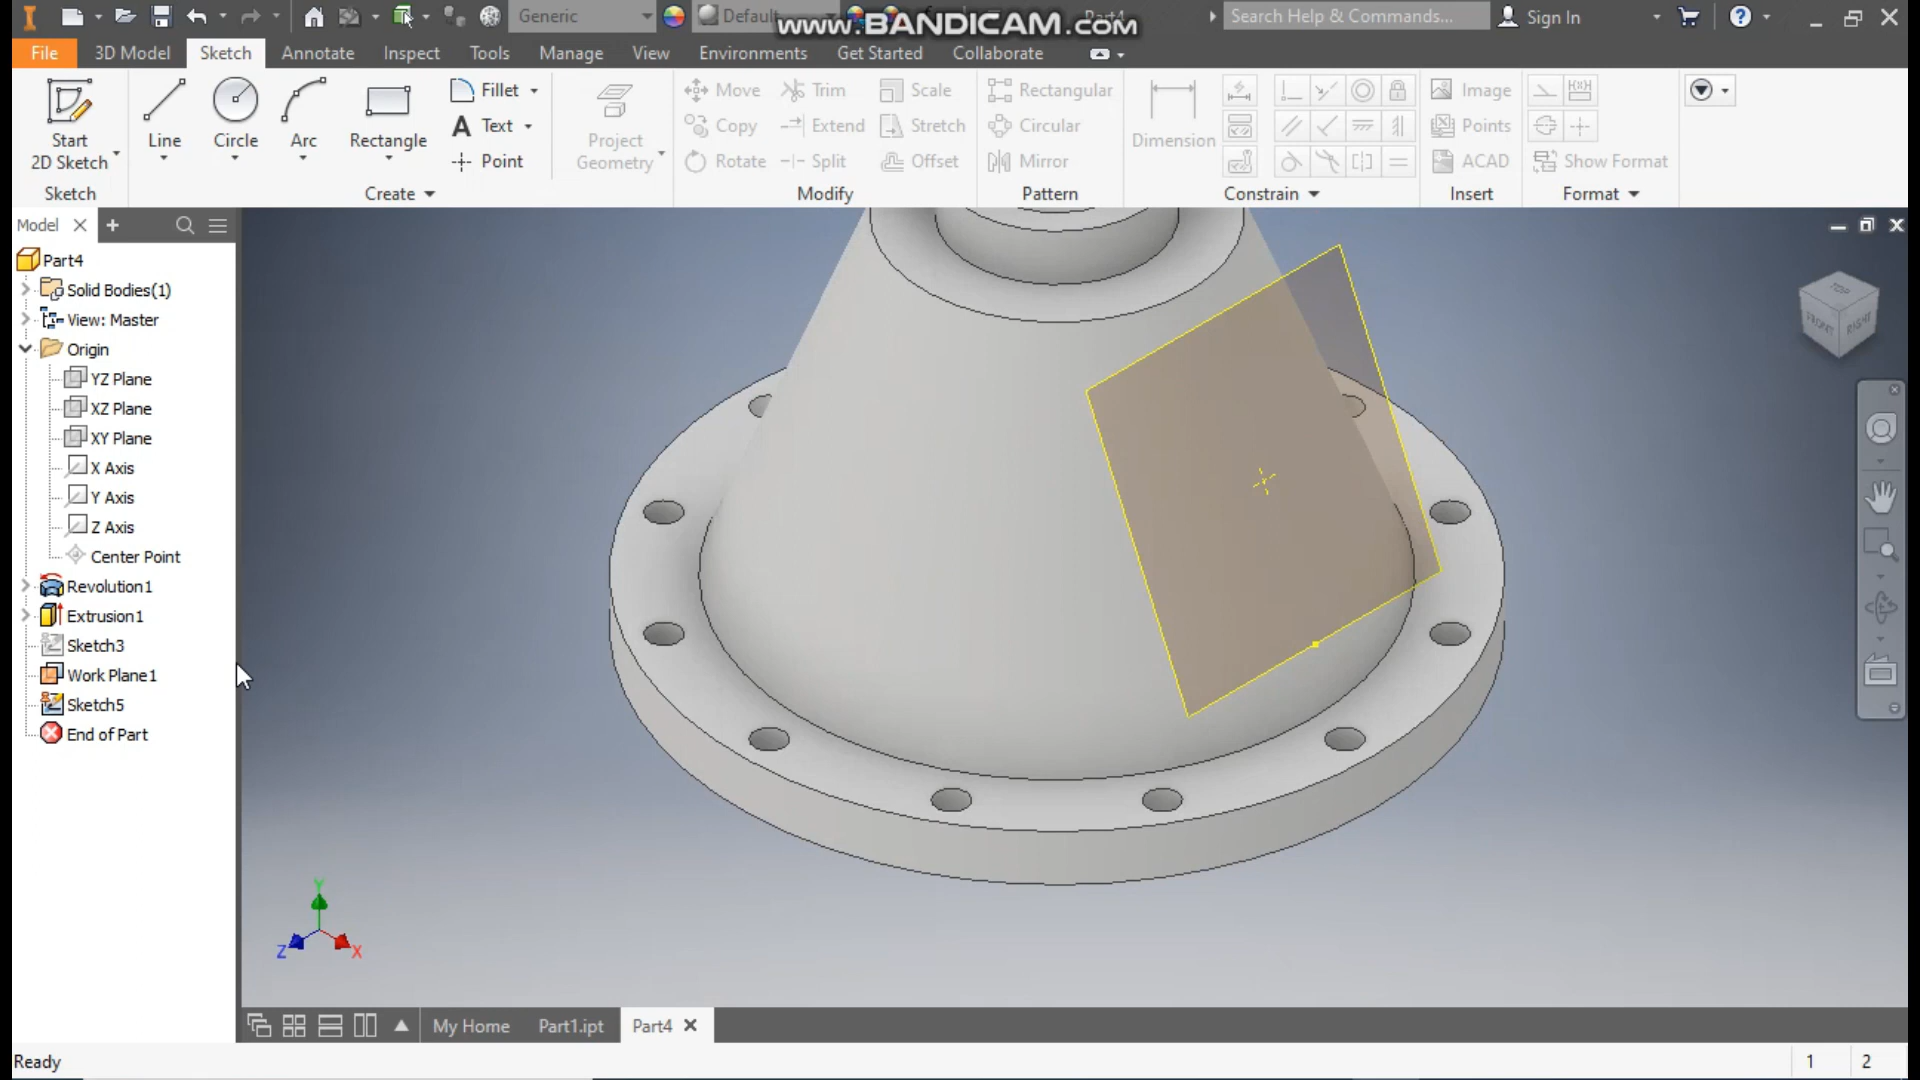 Generic
Default
www.BANDICAM.com
Part4
Search Help & Commands...
Sign In
File
3D Model
Sketch
Annotate
Inspect
Tools
Manage
View
Environments
Get Started
Collaborate
Start
2D Sketch
Line
Circle
Arc
Rectangle
Fillet
Text
Point
Project
Geometry
Move
Copy
Rotate
Trim
Extend
Split
Scale
Stretch
Offset
Rectangular
Circular
Mirror
Dimension
Image
Points
ACAD
Show Format
Sketch
Create
Modify
Pattern
Constrain
Insert
Format
Model
Part4
Solid Bodies(1)
View: Master
Origin
YZ Plane
XZ Plane
XY Plane
X Axis
Y Axis
Z Axis
Center Point
Revolution1
Extrusion1
Sketch3
Work Plane1
Sketch5
End of Part
TOP
FRONT
RIGHT
Y
Z
X
My Home
Part1.ipt
Part4
Ready
1
2